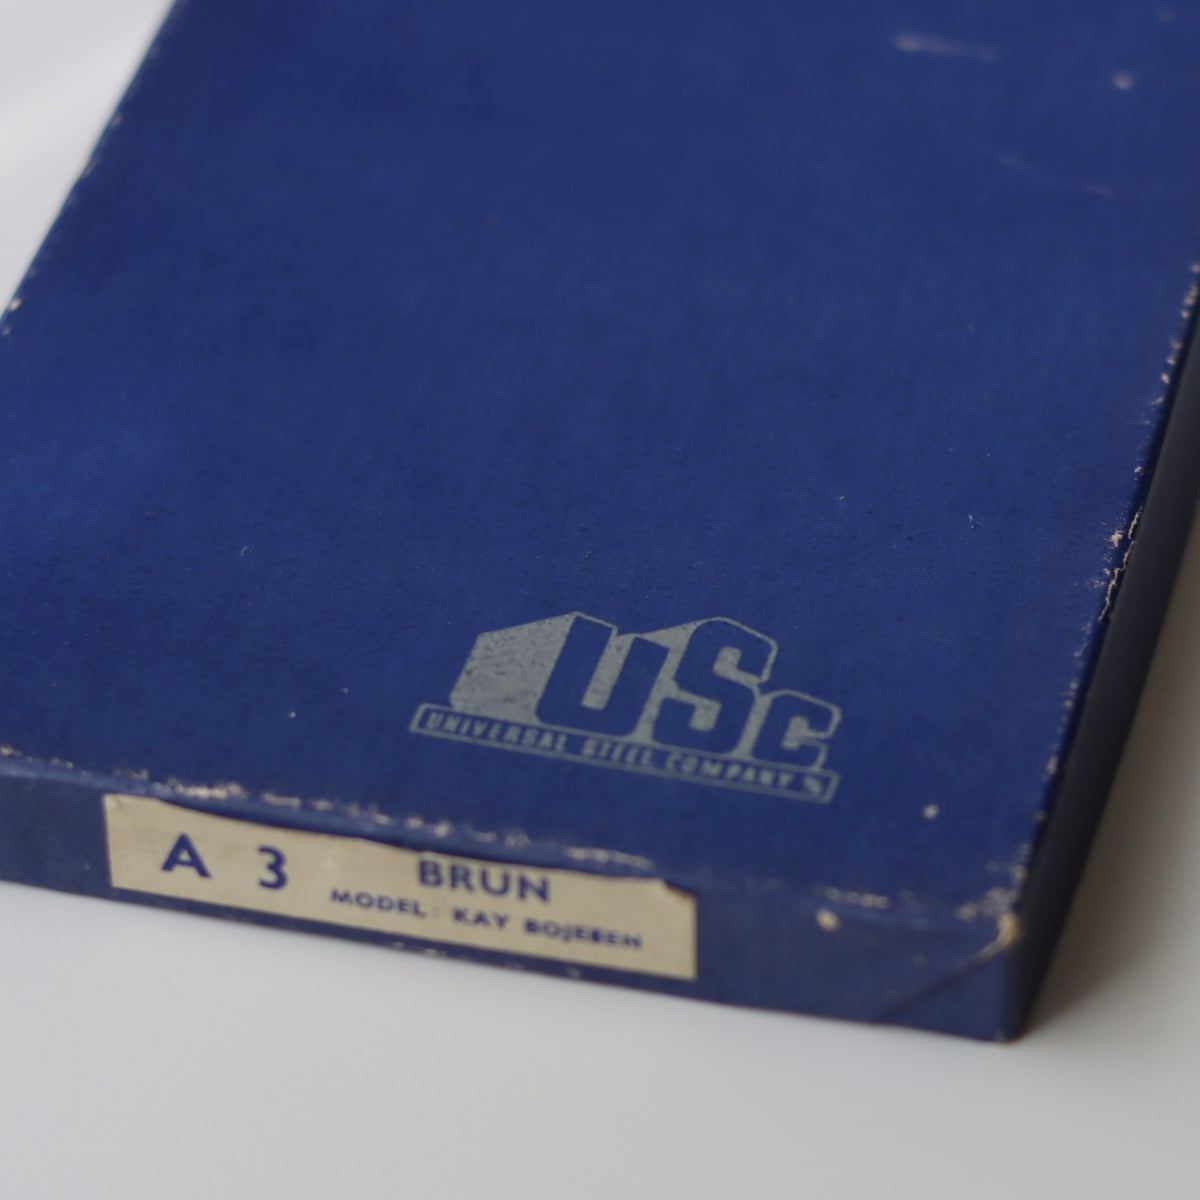 USC
UNIVERSAL STEEL COMPANY %
A 3
BRUN
MODEL: KAY BOJESEN